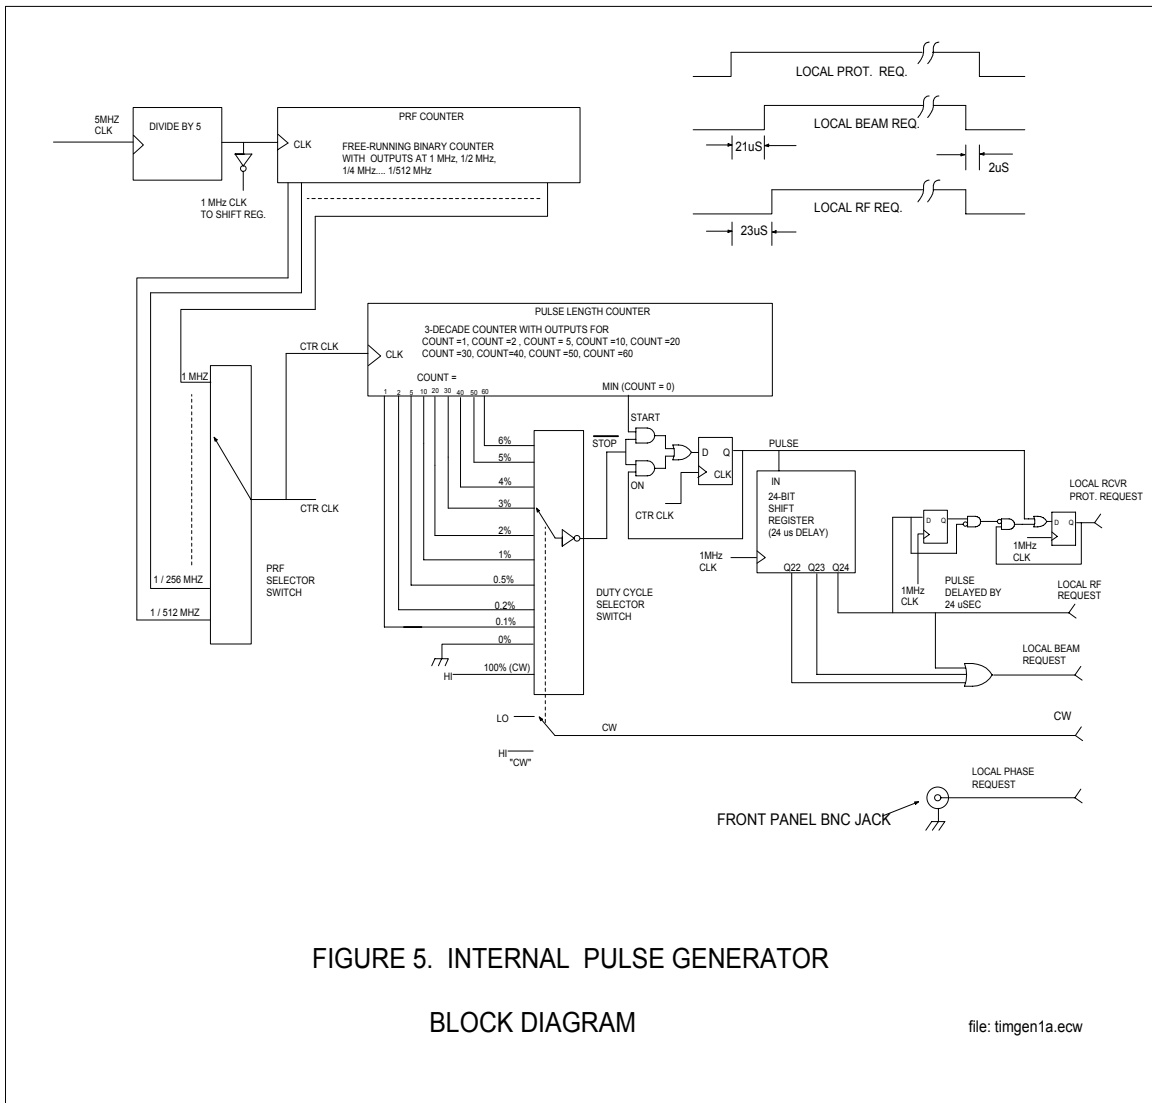 LOCAL PROT. REQ.
LOCAL BEAM REQ.
21uS
2uS
LOCAL RF REQ.
23uS
5MHZ
CLK
DIVIDE BY 5
1 MHz CLK
TO SHIFT REG.
PRF COUNTER
CLK
FREE-RUNNING BINARY COUNTER
WITH OUTPUTS AT 1 MHz, 1/2 MHz,
1/4 MHz.... 1/512 MHz
PULSE LENGTH COUNTER
3-DECADE COUNTER WITH OUTPUTS FOR
COUNT =1, COUNT =2 , COUNT = 5, COUNT =10, COUNT =20
COUNT =30, COUNT=40, COUNT =50, COUNT =60
CTR CLK
CLK
COUNT =
1 2 5 10 20 30 40 50 60
MIN (COUNT = 0)
1 MHZ
1 / 256 MHZ
1 / 512 MHZ
PRF
SELECTOR
SWITCH
CTR CLK
6%
5%
4%
3%
2%
1%
0.5%
0.2%
0.1%
0%
HI
100% (CW)
DUTY CYCLE
SELECTOR
SWITCH
START
STOP
ON
D Q
CLK
CTR CLK
PULSE
IN
24-BIT
SHIFT
REGISTER
(24 us DELAY)
1MHz
CLK
Q22 Q23 Q24
D Q
1MHz
CLK
PULSE
DELAYED BY
24 uSEC
D Q
1MHz
CLK
LOCAL RCVR
PROT. REQUEST
LOCAL RF
REQUEST
LOCAL BEAM
REQUEST
LO
HI
"CW"
CW
CW
LOCAL PHASE
REQUEST
FRONT PANEL BNC JACK
FIGURE 5. INTERNAL PULSE GENERATOR
BLOCK DIAGRAM
file: timgen1a.ecw